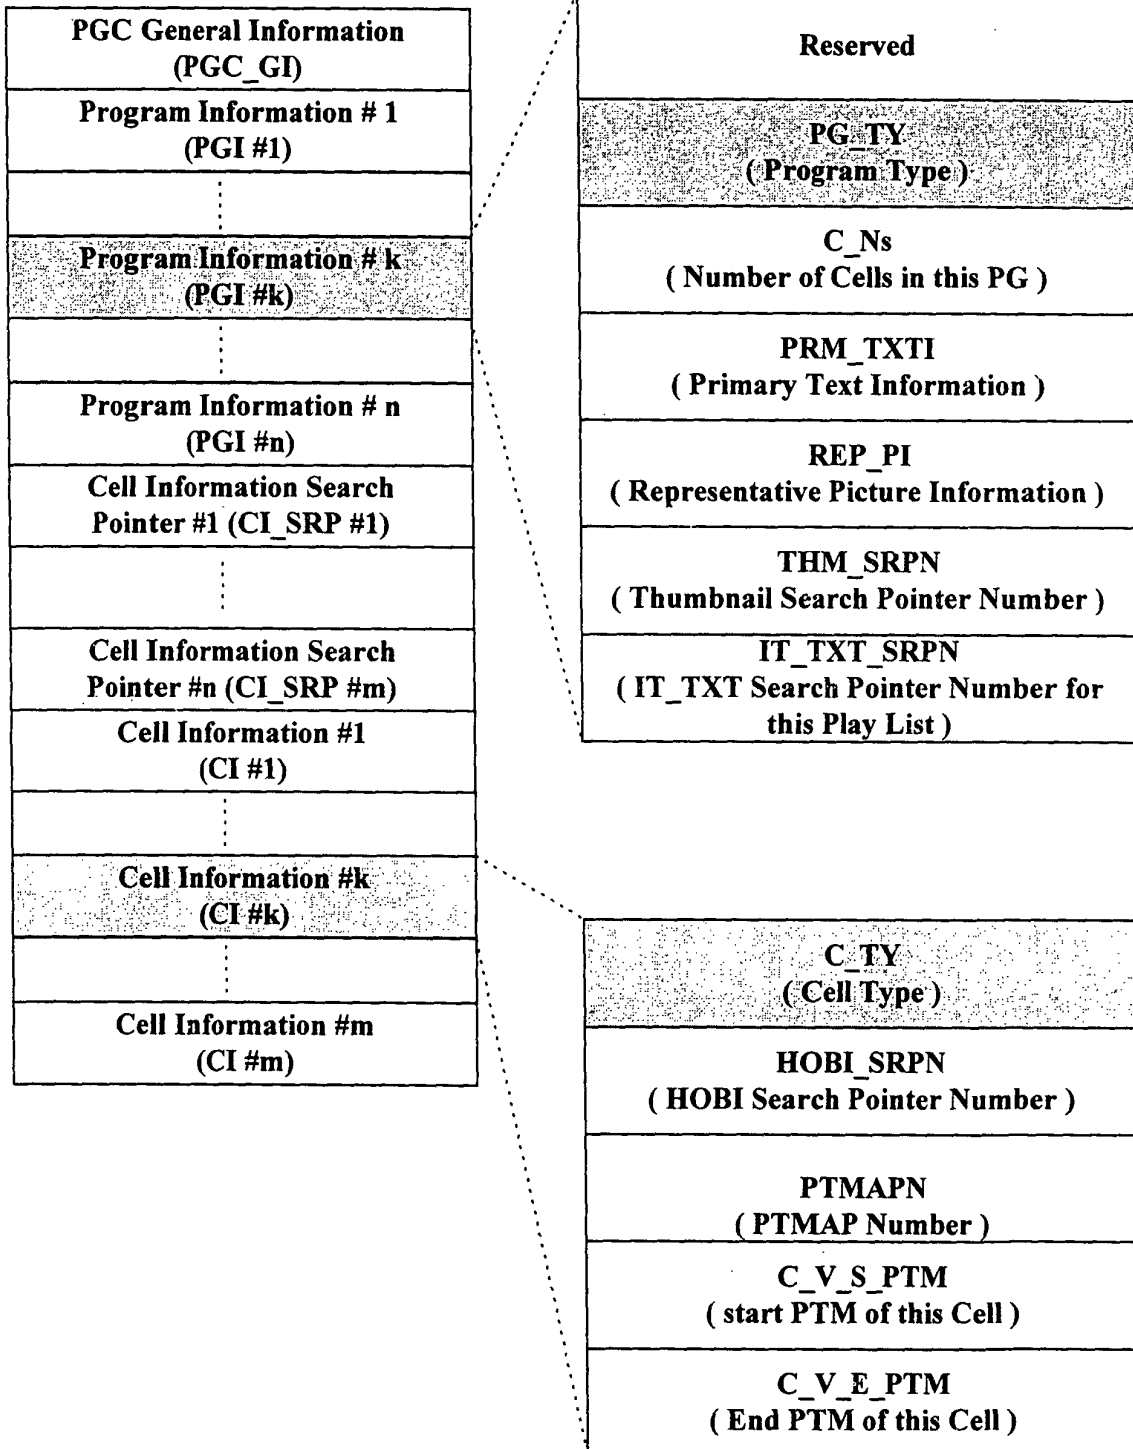 PGC General Information
(PGC_GI)
Program Information # 1
(PGI #1)
Program Information # k
(PGI #k)
Program Information # n
(PGI #n)
Cell Information Search
Pointer #1 (CI_SRP #1)
Cell Information Search
Pointer #n (CI_SRP #m)
Cell Information #1
(CI #1)
Cell Information #k
(CI #k)
Cell Information #m
(CI #m)
Reserved
PG_TY
( Program Type )
C_Ns
( Number of Cells in this PG )
PRM_TXTI
( Primary Text Information )
REP_PI
( Representative Picture Information )
THM_SRPN
( Thumbnail Search Pointer Number )
IT_TXT_SRPN
( IT_TXT Search Pointer Number for
this Play List )
C_TY
( Cell Type )
HOBI_SRPN
( HOBI Search Pointer Number )
PTMAPN
( PTMAP Number )
C_V_S_PTM
( start PTM of this Cell )
C_V_E_PTM
( End PTM of this Cell )